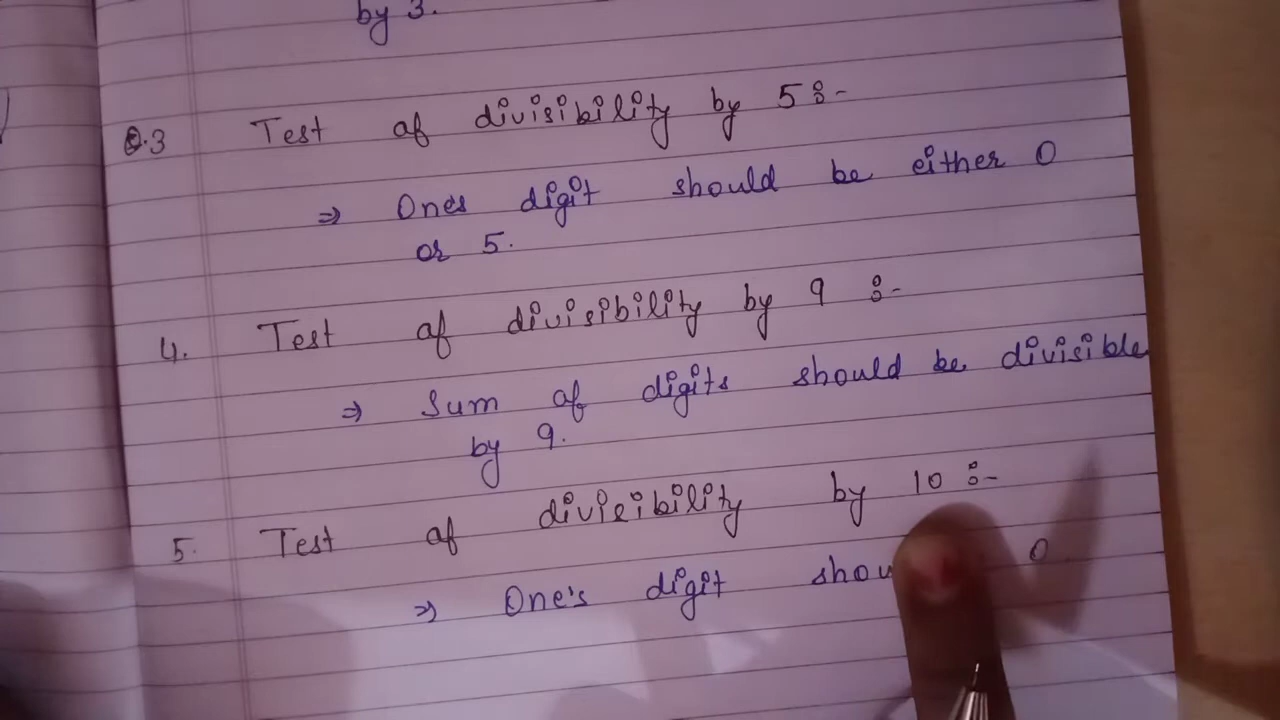 by 3.
Q.3 Test of divisibility by 5 :-
⇒ Ones digit should be either 0
or 5.
4. Test of divisibility by 9 :-
⇒ Sum of digits should be divisible
by 9.
5. Test of divisibility by 10 :-
⇒ One's digit shou 0